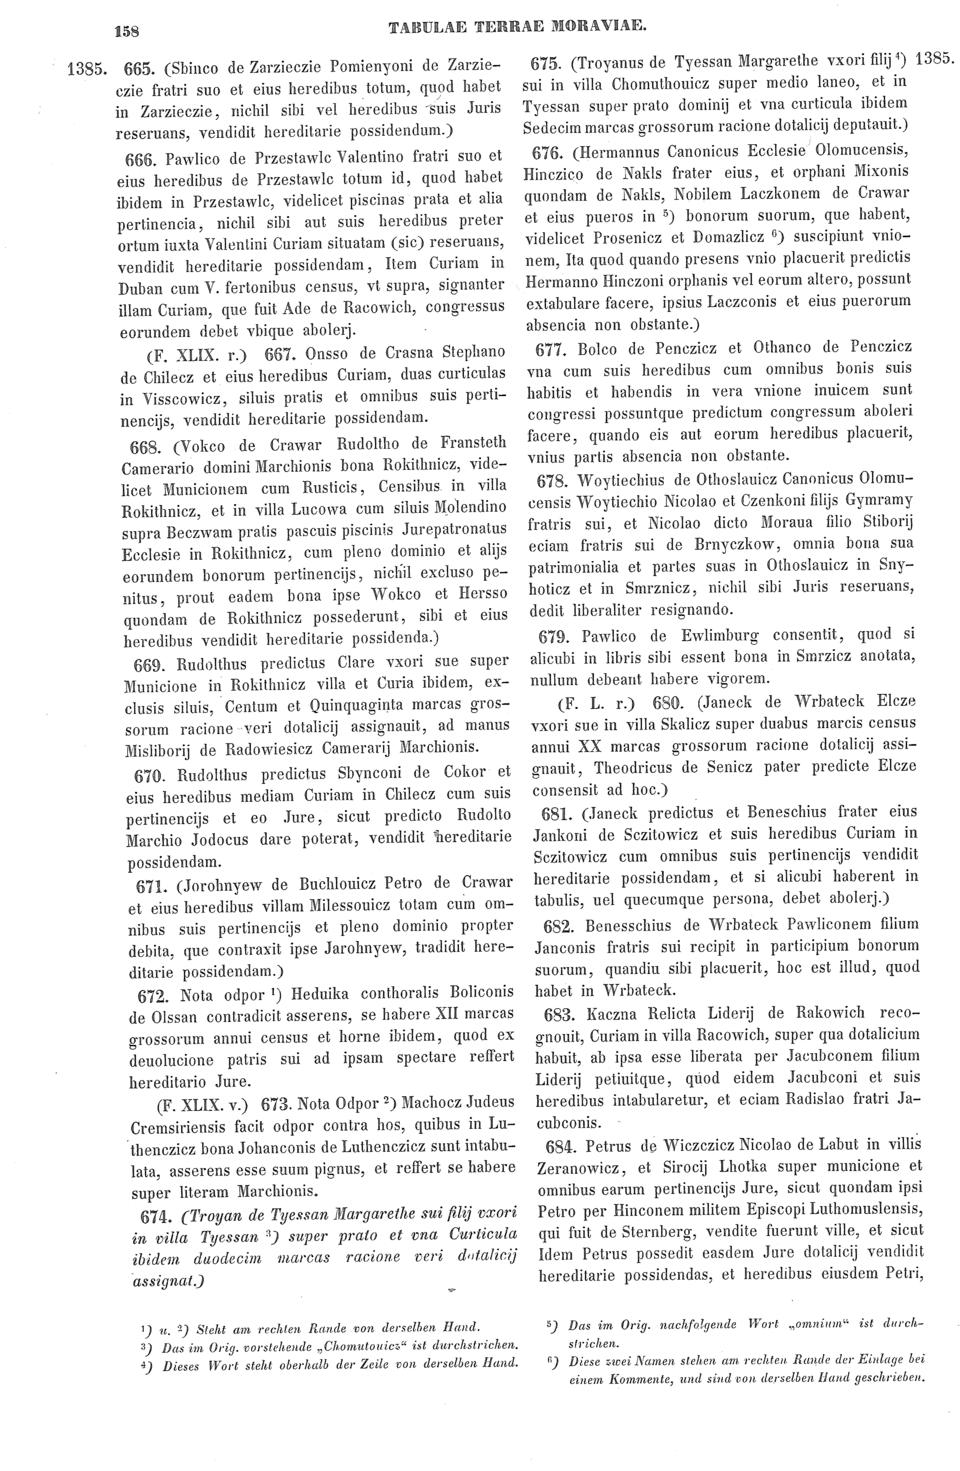 158
TABULAE TERRAE MORAVIAE.
1385. 665. (Sbinco de Zarzieczie Pomienyoni de Zarzie-
czie fratri suo et eius heredibus totum, quod habet
in Zarzieczie, nichil sibi vel heredibus suis Juris
reseruans, vendidit hereditarie possidendum.)
666. Pawlico de Przestawlc Valentino fratri suo et
eius heredibus de Przestawlc totum id, quod habet
ibidem in Przestawlc, videlicet piscinas prata et alia
pertinencia, nichil sibi aut suis heredibus preter
ortum iuxta Valentini Curiam situatam (sic) reseruans,
vendidit hereditarie possidendam, Item Curiam in
Duban cum V. fertonibus census, vt supra, signanter
illam Curiam, que fuit Ade de Racowich, congressus
eorundem debet vbique abolerj.
(F. XLIX. r.) 667. Onsso de Crasna Stephano
de Chilecz et eius heredibus Curiam, duas curticulas
in Visscowicz, siluis pratis et omnibus suis perti-
nencijs, vendidit hereditarie possidendam.
668. (Vokco de Crawar Rudoltho de Fransteth
Camerario domini Marchionis bona Rokithnicz, vide-
licet Municionem cum Rusticis, Censibus in villa
Rokithnicz, et in villa Lucowa cum siluis Molendino
supra Beczwam pratis pascuis piscinis Jurepatronatus
Ecclesie in Rokithnicz, cum pleno dominio et alijs
eorundem bonorum pertinencijs, nichil excluso pe-
nitus, prout eadem bona ipse Wokco et Hersso
quondam de Rokithnicz possederunt, sibi et eius
heredibus vendidit hereditarie possidenda.)
669. Rudolthus predictus Clare vxori sue super
Municione in Rokithnicz villa et Curia ibidem, ex-
clusis siluis, Centum et Quinquaginta marcas gros-
sorum racione veri dotalicij assignauit, ad manus
Misliborij de Radowiesicz Camerarij Marchionis.
670. Rudolthus predictus Sbynconi de Cokor et
eius heredibus mediam Curiam in Chilecz cum suis
pertinencijs et eo Jure, sicut predicto Rudolto
Marchio Jodocus dare poterat, vendidit hereditarie
possidendam.
671. (Jorohnyew de Buchlouicz Petro de Crawar
et eius heredibus villam Milessouicz totam cum om-
nibus suis pertinencijs et pleno dominio propter
debita, que contraxit ipse Jarohnyew, tradidit here-
ditarie possidendam.)
672. Nota odpor ¹) Heduika conthoralis Boliconis
de Olssan contradicit asserens, se habere XII marcas
grossorum annui census et horne ibidem, quod ex
deuolucione patris sui ad ipsam spectare reffert
hereditario Jure.
(F. XLIX. v.) 673. Nota Odpor ²) Machocz Judeus
Cremsiriensis facit odpor contra hos, quibus in Lu-
thenczicz bona Johanconis de Luthenczicz sunt intabu-
lata, asserens esse suum pignus, et reffert se habere
super literam Marchionis.
674. (Troyan de Tyessan Margarethe sui filij vxori
in villa Tyessan ³) super prato et vna Curticula
ibidem duodecim marcas racione veri dotalicij
assignat.)
¹) u. ²) Steht am rechten Rande von derselben Hand.
³) Das im Orig. vorstehende „Chomutouicz“ ist durchstrichen.
⁴) Dieses Wort steht oberhalb der Zeile von derselben Hand.
675. (Troyanus de Tyessan Margarethe vxori filij ⁴) 1385.
sui in villa Chomuthouicz super medio laneo, et in
Tyessan super prato dominij et vna curticula ibidem
Sedecim marcas grossorum racione dotalicij deputauit.)
676. (Hermannus Canonicus Ecclesie Olomucensis,
Hinczico de Nakls frater eius, et orphani Mixonis
quondam de Nakls, Nobilem Laczkonem de Crawar
et eius pueros in ⁵) bonorum suorum, que habent,
videlicet Prosenicz et Domazlicz ⁶) suscipiunt vnio-
nem, Ita quod quando presens vnio placuerit predictis
Hermanno Hinczoni orphanis vel eorum altero, possunt
extabulare facere, ipsius Laczconis et eius puerorum
absencia non obstante.)
677. Bolco de Penczicz et Othanco de Penczicz
vna cum suis heredibus cum omnibus bonis suis
habitis et habendis in vera vnione inuicem sunt
congressi possuntque predictum congressum aboleri
facere, quando eis aut eorum heredibus placuerit,
vnius partis absencia non obstante.
678. Woytiechius de Othoslauicz Canonicus Olomu-
censis Woytiechio Nicolao et Czenkoni filijs Gymramy
fratris sui, et Nicolao dicto Moraua filio Stiborij
eciam fratris sui de Brnyczkow, omnia bona sua
patrimonialia et partes suas in Othoslauicz in Sny-
hoticz et in Smrznicz, nichil sibi Juris reseruans,
dedit liberaliter resignando.
679. Pawlico de Ewlimburg consentit, quod si
alicubi in libris sibi essent bona in Smrzicz anotata,
nullum debeant habere vigorem.
(F. L. r.) 680. (Janeck de Wrbateck Elcze
vxori sue in villa Skalicz super duabus marcis census
annui XX marcas grossorum racione dotalicij assi-
gnauit, Theodricus de Senicz pater predicte Elcze
consensit ad hoc.)
681. (Janeck predictus et Beneschius frater eius
Jankoni de Sczitowicz et suis heredibus Curiam in
Sczitowicz cum omnibus suis pertinencijs vendidit
hereditarie possidendam, et si alicubi haberent in
tabulis, uel quecumque persona, debet abolerj.)
682. Benesschius de Wrbateck Pawliconem filium
Janconis fratris sui recipit in participium bonorum
suorum, quandiu sibi placuerit, hoc est illud, quod
habet in Wrbateck.
683. Kaczna Relicta Liderij de Rakowich reco-
gnouit, Curiam in villa Racowich, super qua dotalicium
habuit, ab ipsa esse liberata per Jacubconem filium
Liderij petiuitque, quod eidem Jacubconi et suis
heredibus intabularetur, et eciam Radislao fratri Ja-
cubconis.
684. Petrus de Wiczczicz Nicolao de Labut in villis
Zeranowicz, et Sirocij Lhotka super municione et
omnibus earum pertinencijs Jure, sicut quondam ipsi
Petro per Hinconem militem Episcopi Luthomuslensis,
qui fuit de Sternberg, vendite fuerunt ville, et sicut
Idem Petrus possedit easdem Jure dotalicij vendidit
hereditarie possidendas, et heredibus eiusdem Petri,
⁵) Das im Orig. nachfolgende Wort „omnium“ ist durch-
strichen.
⁶) Diese zwei Namen stehen am rechten Rande der Einlage bei
einem Kommente, und sind von derselben Hand geschrieben.